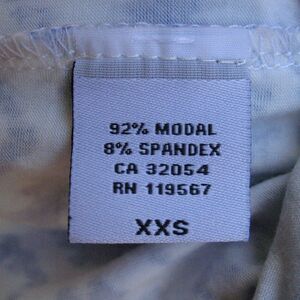 92% MODAL
8% SPANDEX
CA 32054
RN 119567
XXS